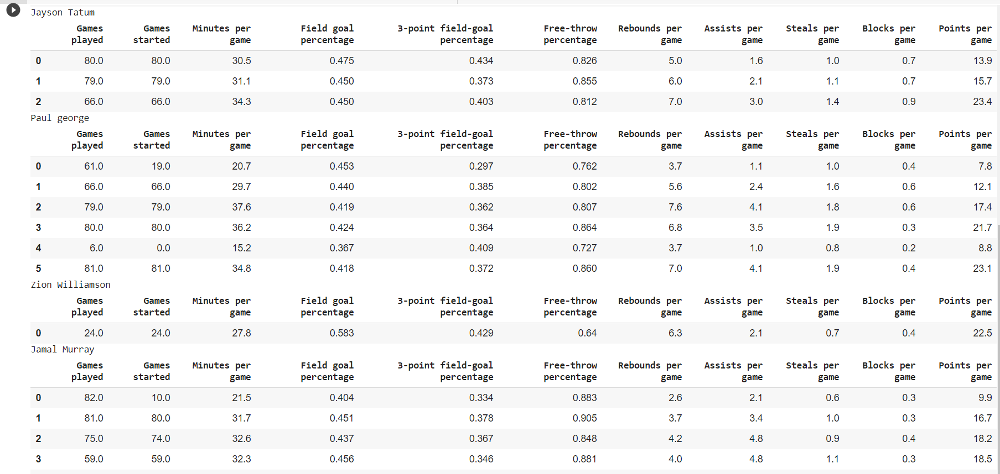 Jayson Tatum
Games played Games started Minutes per game Field goal percentage 3-point field-goal percentage Free-throw percentage Rebounds per game Assists per game Steals per game Blocks per game Points per game
0 80.0 80.0 30.5 0.475 0.434 0.826 5.0 1.6 1.0 0.7 13.9
1 79.0 79.0 31.1 0.450 0.373 0.855 6.0 2.1 1.1 0.7 15.7
2 66.0 66.0 34.3 0.450 0.403 0.812 7.0 3.0 1.4 0.9 23.4
Paul george
Games played Games started Minutes per game Field goal percentage 3-point field-goal percentage Free-throw percentage Rebounds per game Assists per game Steals per game Blocks per game Points per game
0 61.0 19.0 20.7 0.453 0.297 0.762 3.7 1.1 1.0 0.4 7.8
1 66.0 66.0 29.7 0.440 0.385 0.802 5.6 2.4 1.6 0.6 12.1
2 79.0 79.0 37.6 0.419 0.362 0.807 7.6 4.1 1.8 0.6 17.4
3 80.0 80.0 36.2 0.424 0.364 0.864 6.8 3.5 1.9 0.3 21.7
4 6.0 0.0 15.2 0.367 0.409 0.727 3.7 1.0 0.8 0.2 8.8
5 81.0 81.0 34.8 0.418 0.372 0.860 7.0 4.1 1.9 0.4 23.1
Zion Williamson
Games played Games started Minutes per game Field goal percentage 3-point field-goal percentage Free-throw percentage Rebounds per game Assists per game Steals per game Blocks per game Points per game
0 24.0 24.0 27.8 0.583 0.429 0.64 6.3 2.1 0.7 0.4 22.5
Jamal Murray
Games played Games started Minutes per game Field goal percentage 3-point field-goal percentage Free-throw percentage Rebounds per game Assists per game Steals per game Blocks per game Points per game
0 82.0 10.0 21.5 0.404 0.334 0.883 2.6 2.1 0.6 0.3 9.9
1 81.0 80.0 31.7 0.451 0.378 0.905 3.7 3.4 1.0 0.3 16.7
2 75.0 74.0 32.6 0.437 0.367 0.848 4.2 4.8 0.9 0.4 18.2
3 59.0 59.0 32.3 0.456 0.346 0.881 4.0 4.8 1.1 0.3 18.5